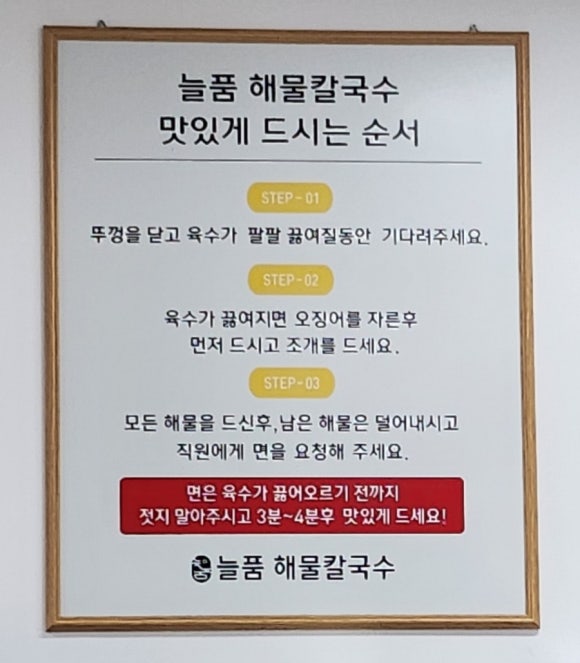 늘품 해물칼국수
맛있게 드시는 순서
STEP-01
뚜껑을 닫고 육수가 팔팔 끓여질동안 기다려주세요.
STEP-02
육수가 끓여지면 오징어를 자른후
먼저 드시고 조개를 드세요.
STEP-03
모든 해물을 드신후,남은 해물은 덜어내시고
직원에게 면을 요청해 주세요.
면은 육수가 끓어오르기 전까지
젓지 말아주시고 3분~4분후 맛있게 드세요!
늘품 해물칼국수